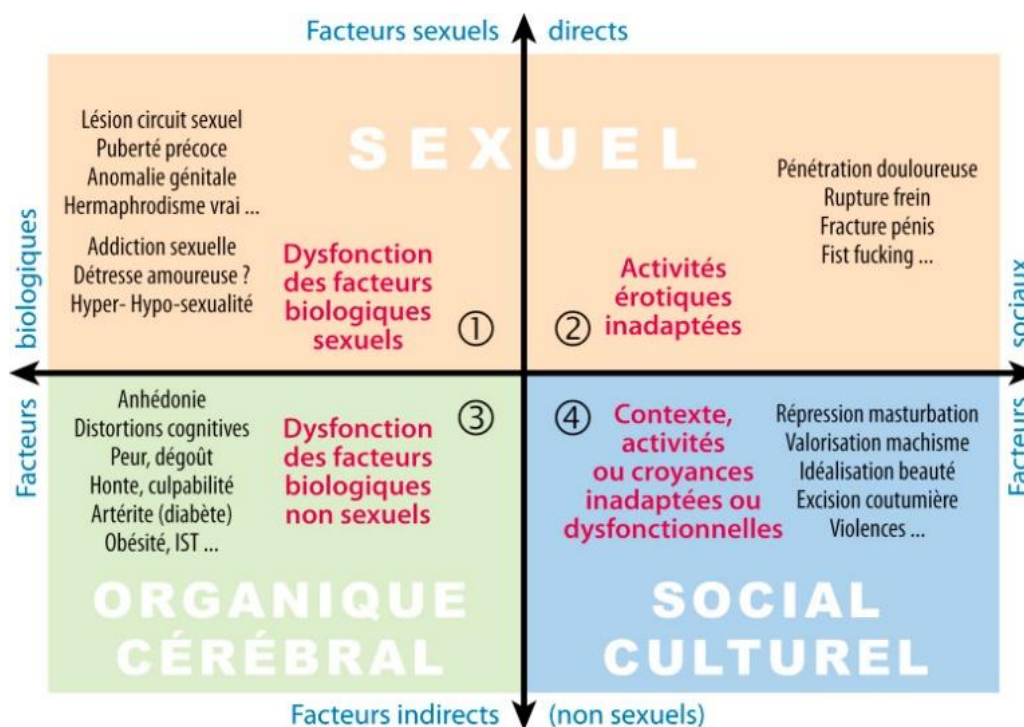 Facteurs sexuels directs
SEXUEL
Lésion circuit sexuel
Puberté précoce
Anomalie génitale
Hermaphrodisme vrai ...
Addiction sexuelle
Détresse amoureuse ?
Hyper- Hypo-sexualité
Dysfonction
des facteurs
biologiques
sexuels
①
②
Activités
érotiques
inadaptées
Pénétration douloureuse
Rupture frein
Fracture pénis
Fist fucking ...
Facteurs biologiques
Facteurs sociaux
Anhédonie
Distortions cognitives
Peur, dégoût
Honte, culpabilité
Artérite (diabète)
Obésité, IST ...
Dysfonction
des facteurs
biologiques
non sexuels
③
④
Contexte,
activités
ou croyances
inadaptées ou
dysfonctionnelles
Répression masturbation
Valorisation machisme
Idéalisation beauté
Excision coutumière
Violences ...
ORGANIQUE
CÉRÉBRAL
SOCIAL
CULTUREL
Facteurs indirects (non sexuels)